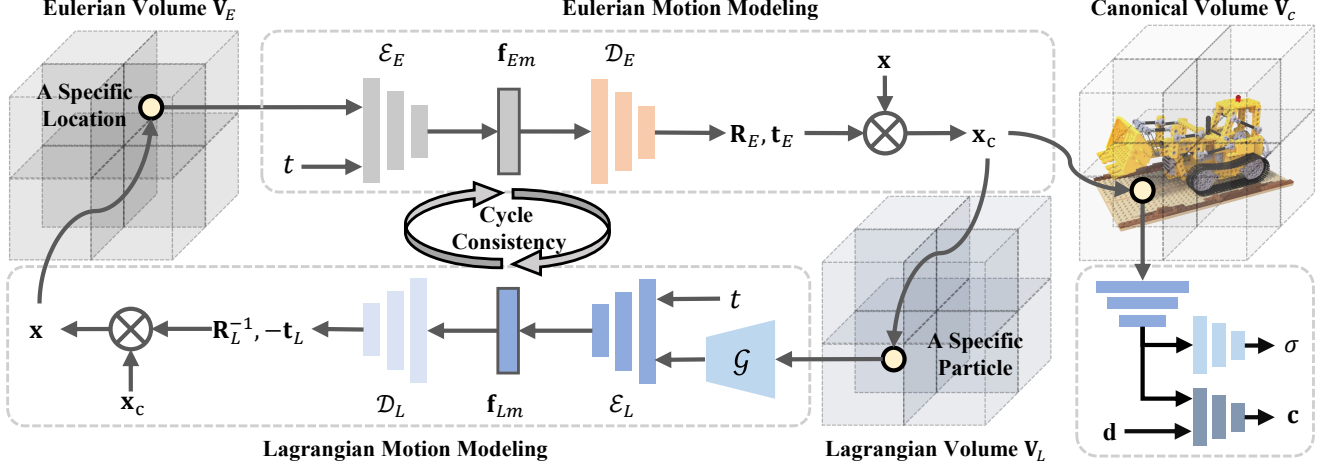 Eulerian Volume V_E
Eulerian Motion Modeling
Canonical Volume V_c
A Specific
Location
ℰ_E
f_Em
𝒟_E
x
t
R_E, t_E
x_c
Cycle
Consistency
x
R_L^{-1}, −t_L
t
𝒢
A Specific
Particle
x_c
𝒟_L
f_Lm
ℰ_L
σ
d
c
Lagrangian Motion Modeling
Lagrangian Volume V_L